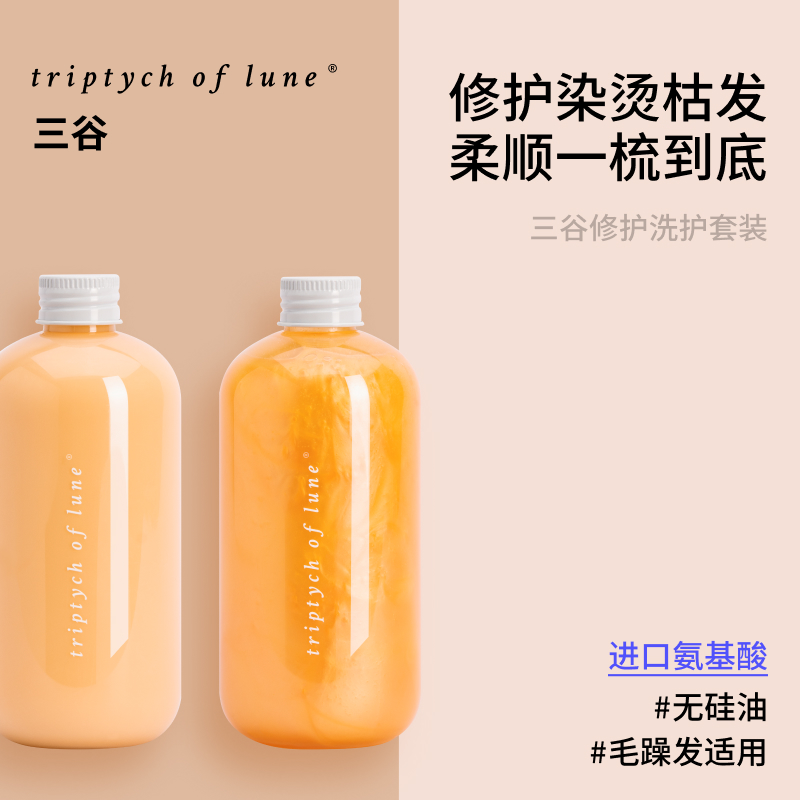 triptych of lune®
三谷
修护染烫枯发
柔顺一梳到底
三谷修护洗护套装
triptych of lune®
triptych of lune®
进口氨基酸
#无硅油
#毛躁发适用